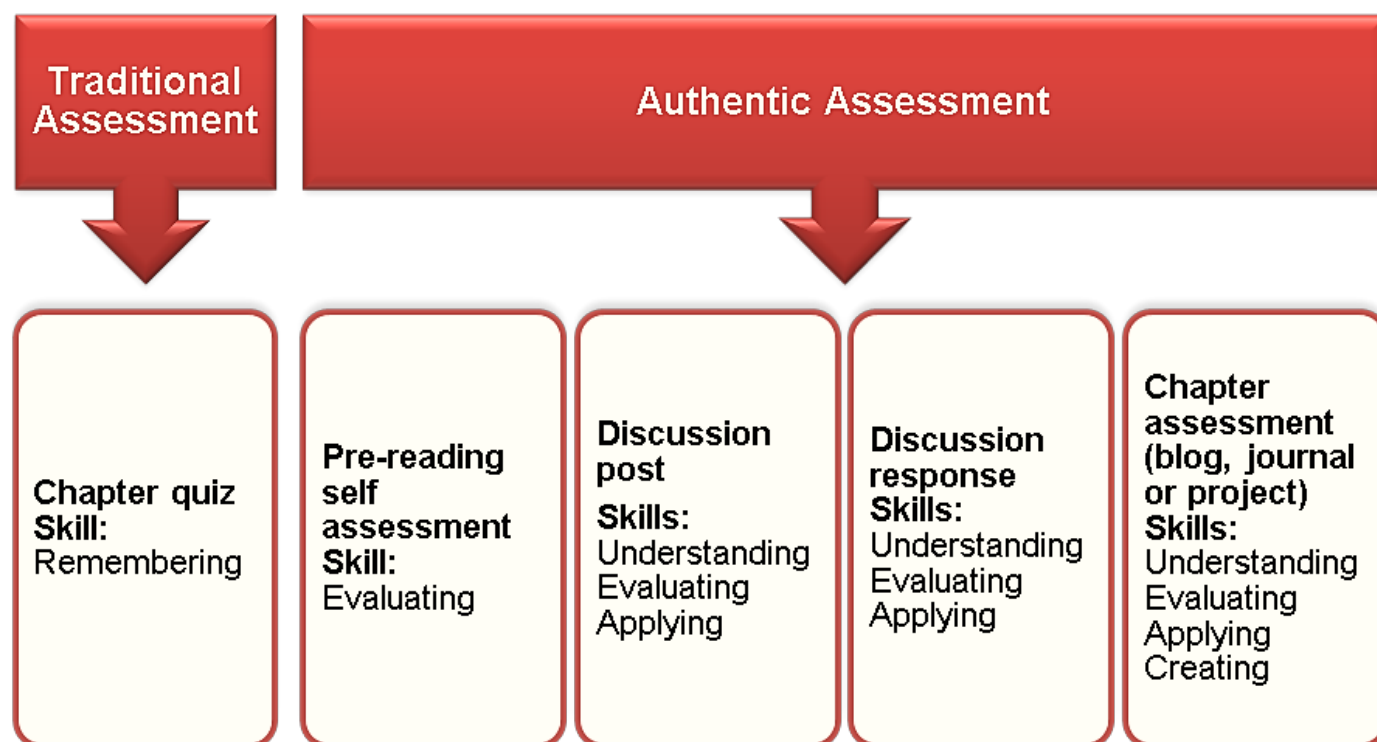 Traditional
Assessment
Authentic Assessment
Chapter quiz
Skill:
Remembering
Pre-reading
self
assessment
Skill:
Evaluating
Discussion
post
Skills:
Understanding
Evaluating
Applying
Discussion
response
Skills:
Understanding
Evaluating
Applying
Chapter
assessment
(blog, journal
or project)
Skills:
Understanding
Evaluating
Applying
Creating